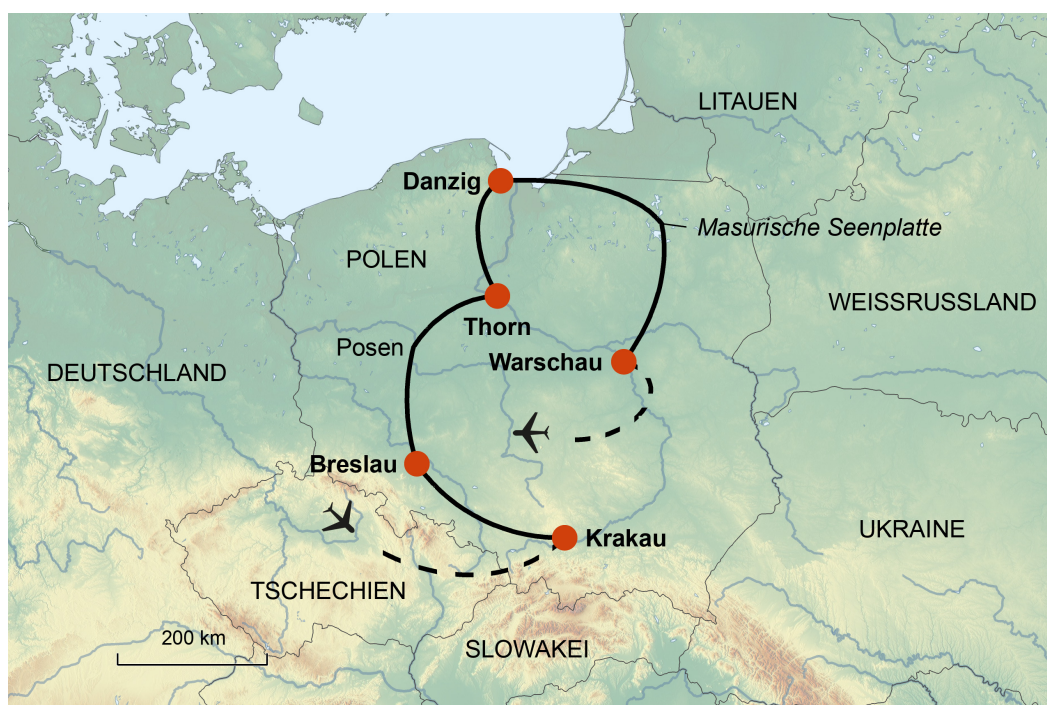 LITAUEN
Danzig
Masurische Seenplatte
POLEN
Thorn
WEISSRUSSLAND
Posen
Warschau
DEUTSCHLAND
Breslau
UKRAINE
Krakau
TSCHECHIEN
200 km
SLOWAKEI